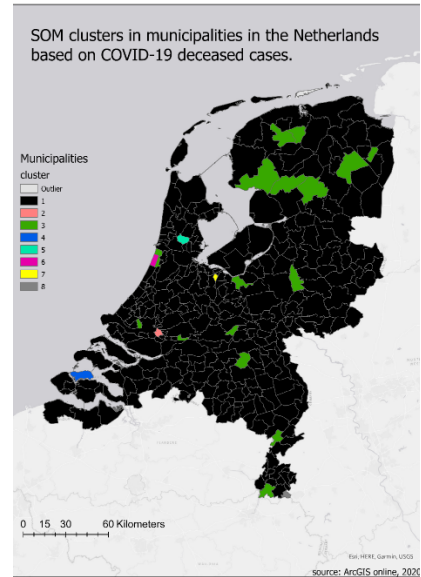 SOM clusters in municipalities in the Netherlands
based on COVID-19 deceased cases.
Municipalities
cluster
Outlier
1
2
3
4
5
6
7
8
0 15 30 60 Kilometers
Esri, HERE, Garmin, USGS
source: ArcGIS online, 2020